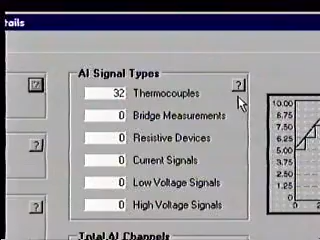 tails
AI Signal Types
?
?
32 Thermocouples
0 Bridge Measurements
0 Resistive Devices
?
0 Current Signals
0 Low Voltage Signals
0 High Voltage Signals
?
Total AI Channels
10.00
8.75
7.50
6.25
5.00
3.75
2.50
1.25
0
0